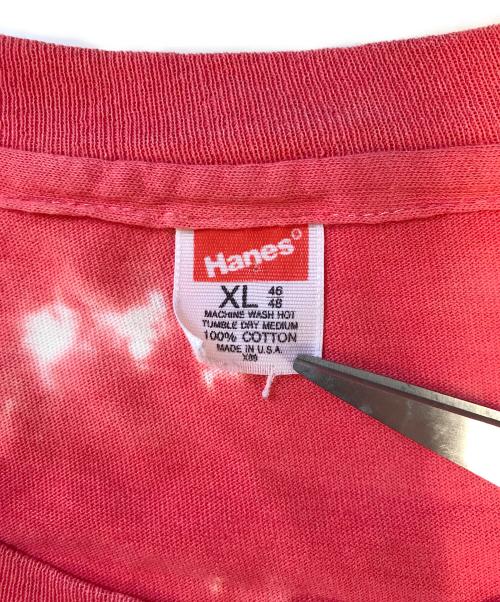 Hanes®
XL 46
48
MACHINE WASH HOT
TUMBLE DRY MEDIUM
100% COTTON
MADE IN U.S.A.